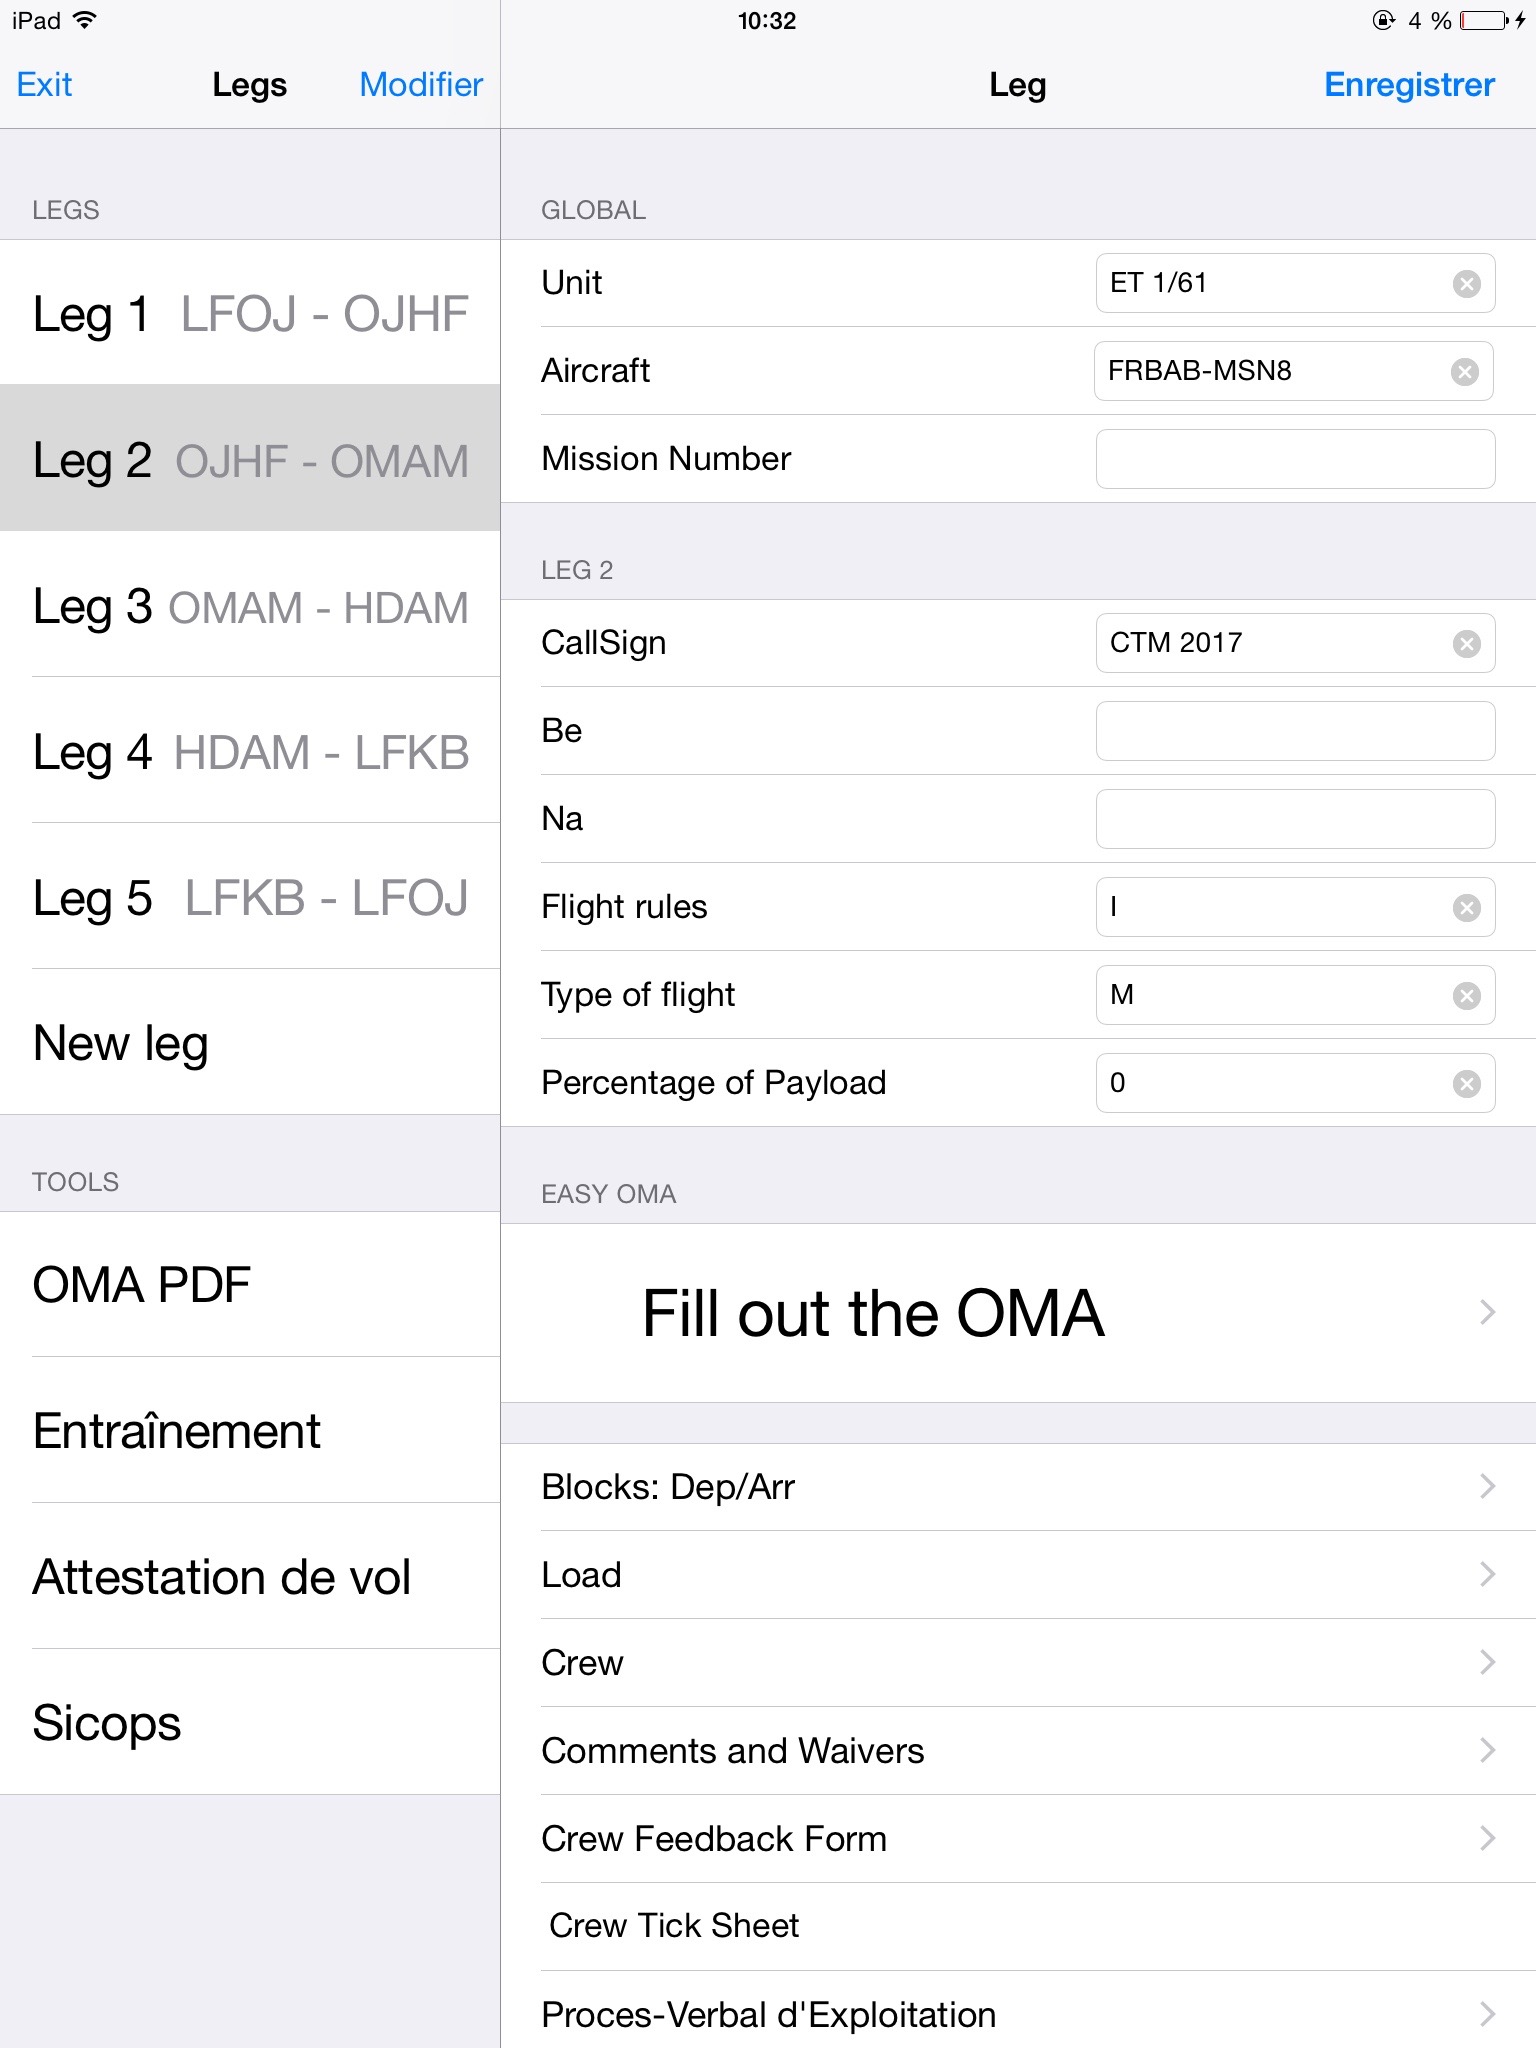 iPad 10:32 4 %
Exit Legs Modifier
Leg Enregistrer
LEGS
Leg 1 LFOJ - OJHF
Leg 2 OJHF - OMAM
Leg 3 OMAM - HDAM
Leg 4 HDAM - LFKB
Leg 5 LFKB - LFOJ
New leg
TOOLS
OMA PDF
Entraînement
Attestation de vol
Sicops
GLOBAL
Unit ET 1/61
Aircraft FRBAB-MSN8
Mission Number
LEG 2
CallSign CTM 2017
Be
Na
Flight rules I
Type of flight M
Percentage of Payload 0
EASY OMA
Fill out the OMA
Blocks: Dep/Arr
Load
Crew
Comments and Waivers
Crew Feedback Form
Crew Tick Sheet
Proces-Verbal d'Exploitation